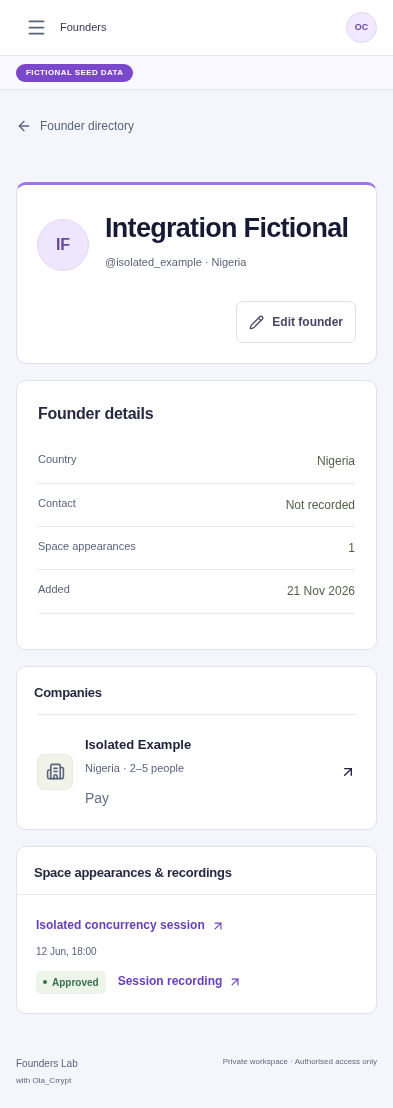 Founders
OC
FICTIONAL SEED DATA
Founder directory
IF
Integration Fictional
@isolated_example · Nigeria
Edit founder
Founder details
Country Nigeria
Contact Not recorded
Space appearances 1
Added 21 Nov 2026
Companies
Isolated Example
Nigeria · 2–5 people
Pay
Space appearances & recordings
Isolated concurrency session
12 Jun, 18:00
Approved Session recording
Founders Lab Private workspace · Authorised access only
with Ola_Crrypt